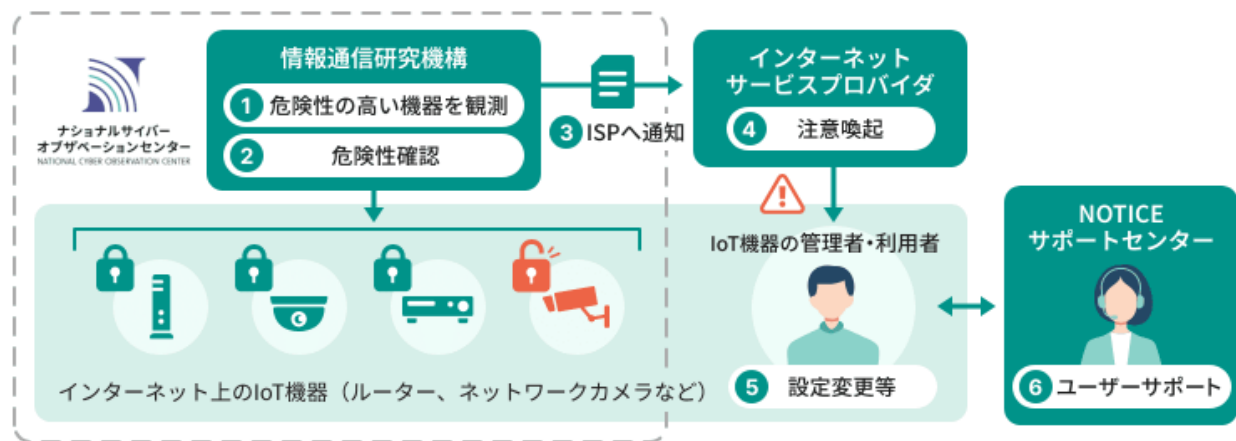 ナショナルサイバー
オブザベーションセンター
NATIONAL CYBER OBSERVATION CENTER
情報通信研究機構
1 危険性の高い機器を観測
2 危険性確認
3 ISPへ通知
インターネット
サービスプロバイダ
4 注意喚起
IoT機器の管理者・利用者
5 設定変更等
インターネット上のIoT機器（ルーター、ネットワークカメラなど）
NOTICE
サポートセンター
6 ユーザーサポート